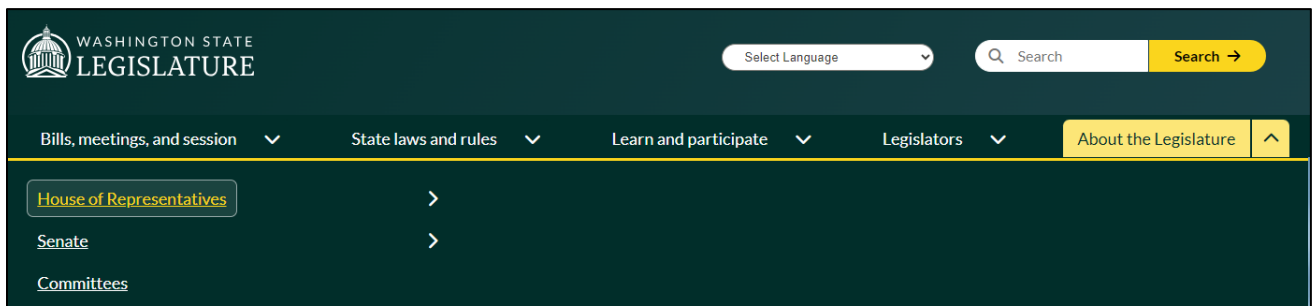 WASHINGTON STATE
LEGISLATURE
Select Language
Search
Search →
Bills, meetings, and session
State laws and rules
Learn and participate
Legislators
About the Legislature
House of Representatives
Senate
Committees